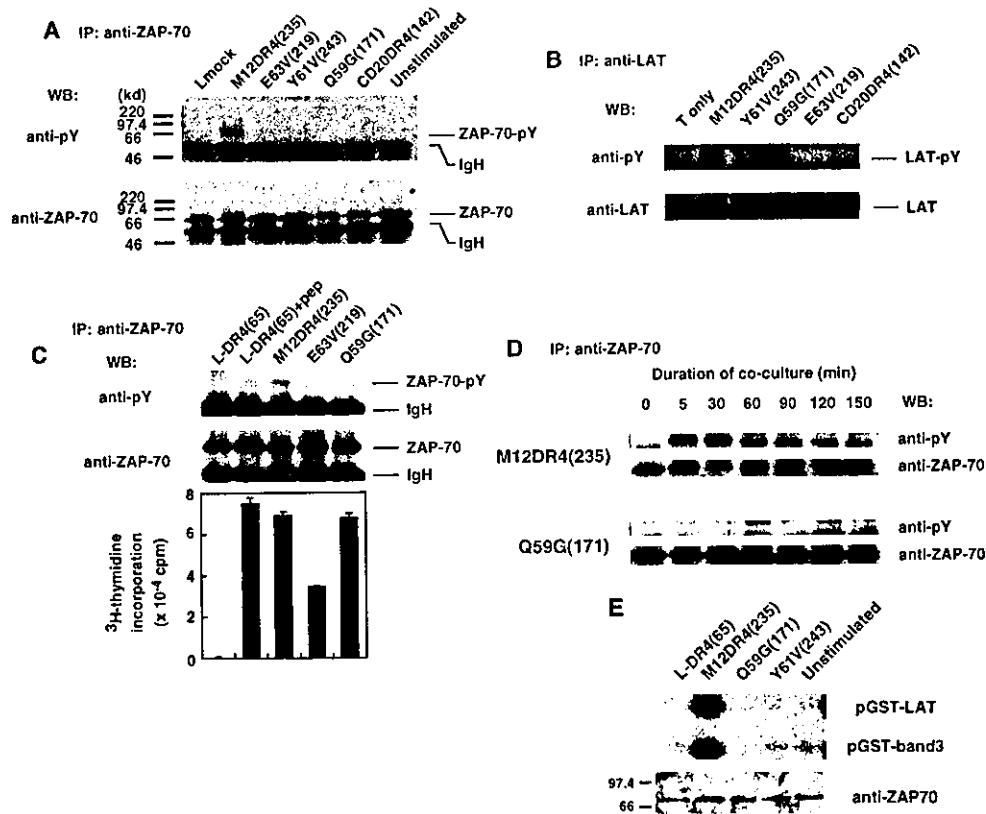 A IP: anti-ZAP-70
Lmock
M12DR4(235)
E63V(219)
Y61V(243)
Q59G(171)
CD20DR4(142)
Unstimulated
WB: (kd)
220
97.4
anti-pY
66
46
ZAP-70-pY
IgH
220
97.4
anti-ZAP-70
66
46
ZAP-70
IgH
B IP: anti-LAT
T only
M12DR4(235)
Y61V(243)
Q59G(171)
E63V(219)
CD20DR4(142)
WB:
anti-pY
LAT-pY
anti-LAT
LAT
C
IP: anti-ZAP-70
L-DR4(65)
L-DR4(65)+pep
M12DR4(235)
E63V(219)
Q59G(171)
WB:
anti-pY
ZAP-70-pY
IgH
anti-ZAP-70
ZAP-70
IgH
8
6
4
2
0
3H-thymidine
incorporation
(x 10-4 cpm)
D IP: anti-ZAP-70
Duration of co-culture (min)
0 5 30 60 90 120 150 WB:
M12DR4(235)
anti-pY
anti-ZAP-70
Q59G(171)
anti-pY
anti-ZAP-70
E
L-DR4(65)
M12DR4(235)
Q59G(171)
Y61V(243)
Unstimulated
pGST-LAT
pGST-band3
97.4
66
anti-ZAP70